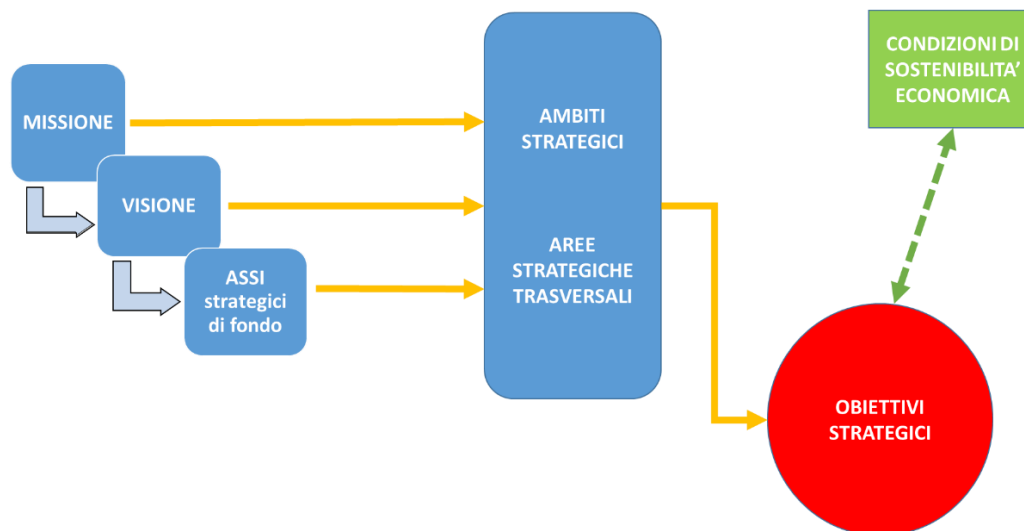 MISSIONE
VISIONE
ASSI
strategici
di fondo
AMBITI
STRATEGICI
AREE
STRATEGICHE
TRASVERSALI
CONDIZIONI DI
SOSTENIBILITA’
ECONOMICA
OBIETTIVI
STRATEGICI